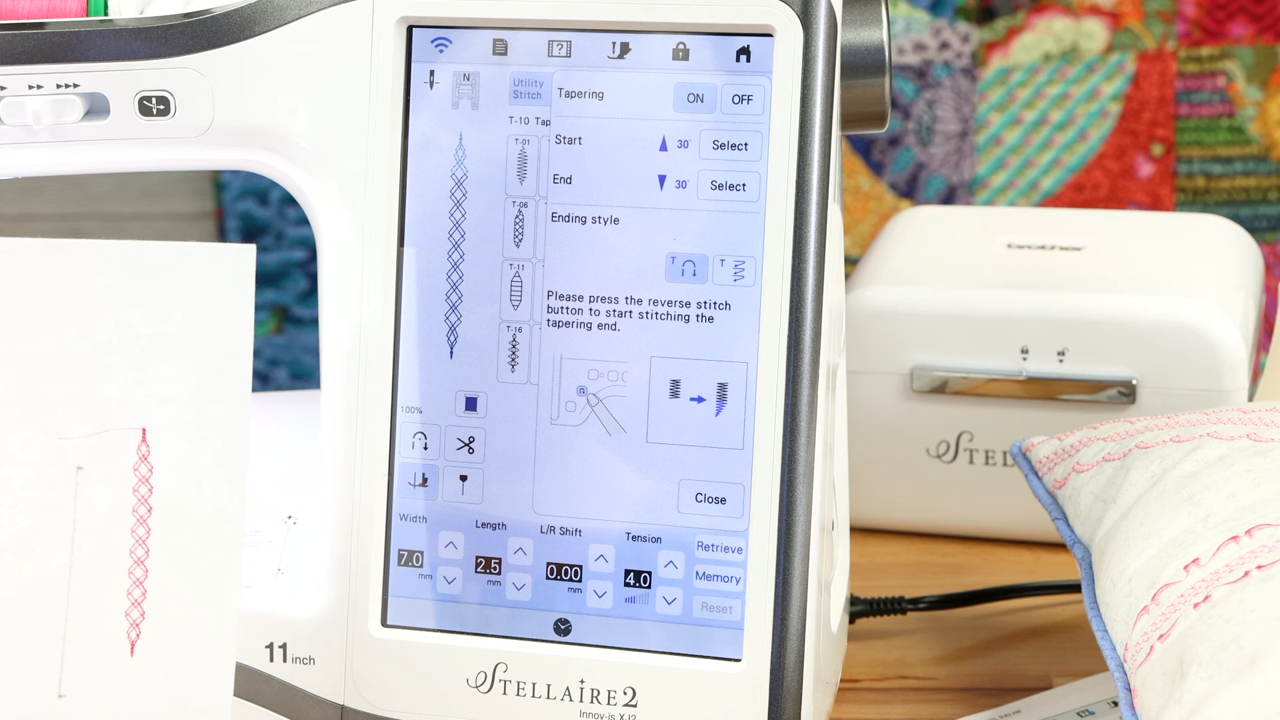 N
Utility
Stitch
T-10 Tap
T-01
T-06
T-11
T-16
Tapering
ON
OFF
Start
30°
Select
End
30°
Select
Ending style
T
T
Please press the reverse stitch
button to start stitching the
tapering end.
Close
100%
Width
Length
L/R Shift
Tension
7.0
mm
2.5
mm
0.00
mm
4.0
Retrieve
Memory
Reset
11 inch
STELLAIRE2
Innov-is XJ2
brother
STEL